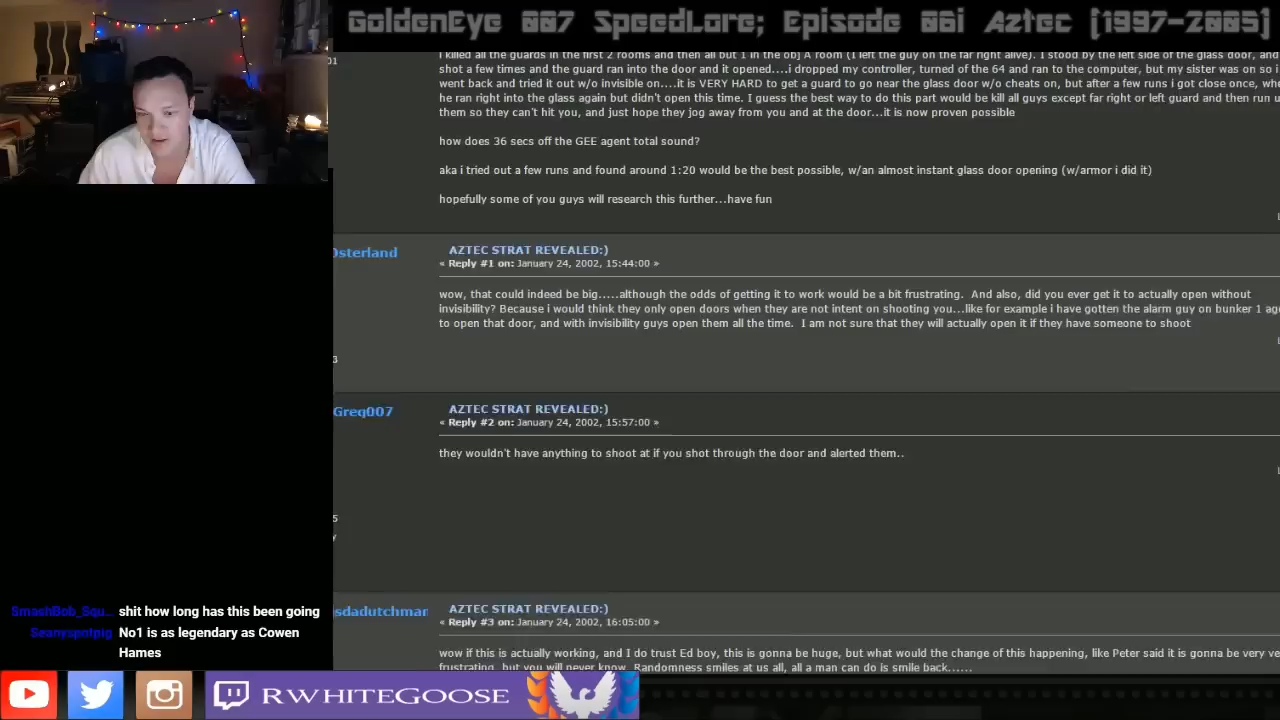 GoldenEye 007 SpeedLore; Episode 06i Aztec [1997-2005]
01
i killed all the guards in the first 2 rooms and then all but 1 in the obj A room (i left the guy on the far right alive). I stood by the left side of the glass door, and
shot a few times and the guard ran into the door and it opened....i dropped my controller, turned of the 64 and ran to the computer, but my sister was on so i
went back and tried it out w/o invisible on....it is VERY HARD to get a guard to go near the glass door w/o cheats on, but after a few runs i got close once, 
he ran right into the glass again but didn't open this time. I guess the best way to do this part would be kill all guys except far right or left guard and then run
them so they can't hit you, and just hope they jog away from you and at the door...it is now proven possible
how does 36 secs off the GEE agent total sound?
aka i tried out a few runs and found around 1:20 would be the best possible, w/an almost instant glass door opening (w/armor i did it)
hopefully some of you guys will research this further...have fun
Osterland
AZTEC STRAT REVEALED:)
« Reply #1 on: January 24, 2002, 15:44:00 »
wow, that could indeed be big.....although the odds of getting it to work would be a bit frustrating. And also, did you ever get it to actually open without
invisibility? Because i would think they only open doors when they are not intent on shooting you...like for example i have gotten the alarm guy on bunker 1
to open that door, and with invisibility guys open them all the time. I am not sure that they will actually open it if they have someone to shoot
3
Greg007
AZTEC STRAT REVEALED:)
« Reply #2 on: January 24, 2002, 15:57:00 »
they wouldn't have anything to shoot at if you shot through the door and alerted them..
5
y
sdadutchman
AZTEC STRAT REVEALED:)
« Reply #3 on: January 24, 2002, 16:05:00 »
wow if this is actually working, and I do trust Ed boy, this is gonna be huge, but what would the change of this happening, like Peter said it is gonna be very
frustrating, but you will never know. Randomness smiles at us all, all a man can do is smile back......
SmashBob_Squ... shit how long has this been going
Seanyspotpig No1 is as legendary as Cowen
Hames
RWHITEGOOSE